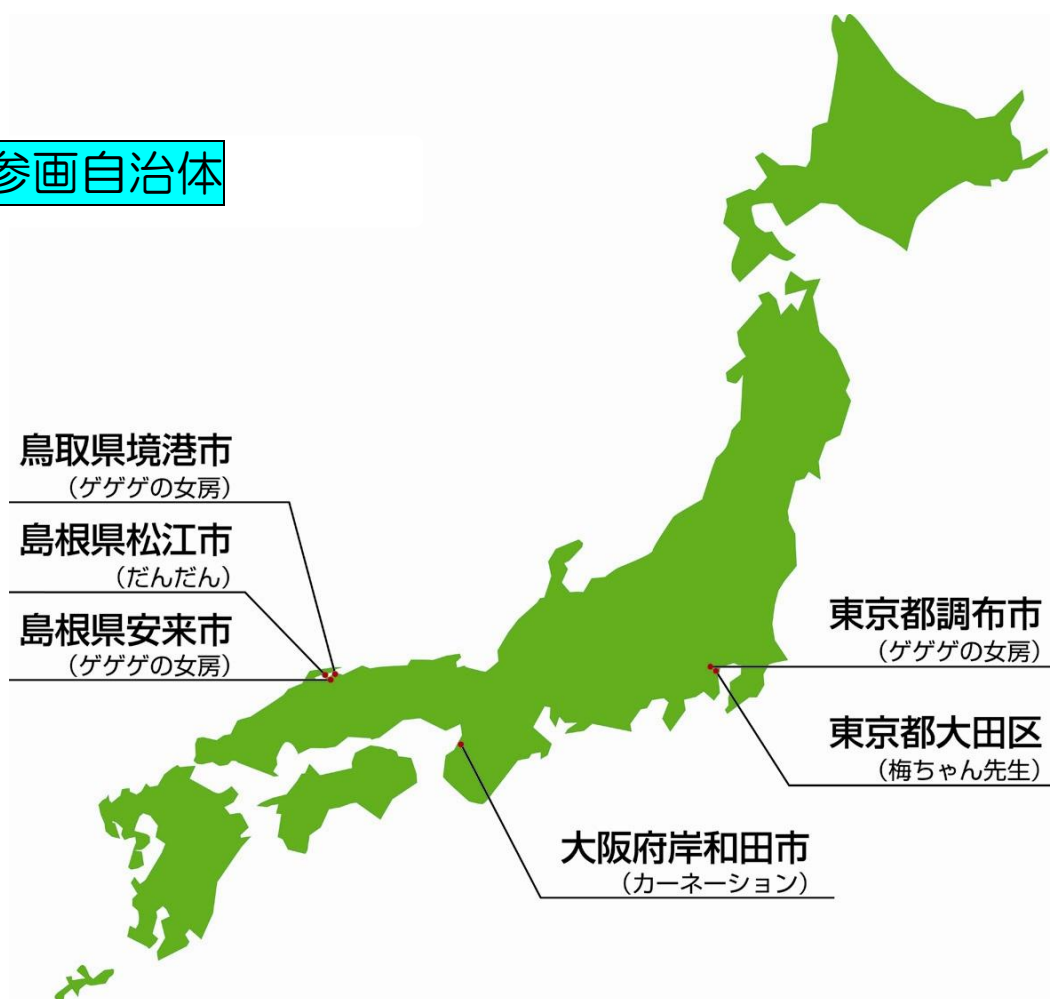 参画自治体
鳥取県境港市
（ゲゲゲの女房）
島根県松江市
（だんだん）
島根県安来市
（ゲゲゲの女房）
東京都調布市
（ゲゲゲの女房）
東京都大田区
（梅ちゃん先生）
大阪府岸和田市
（カーネーション）